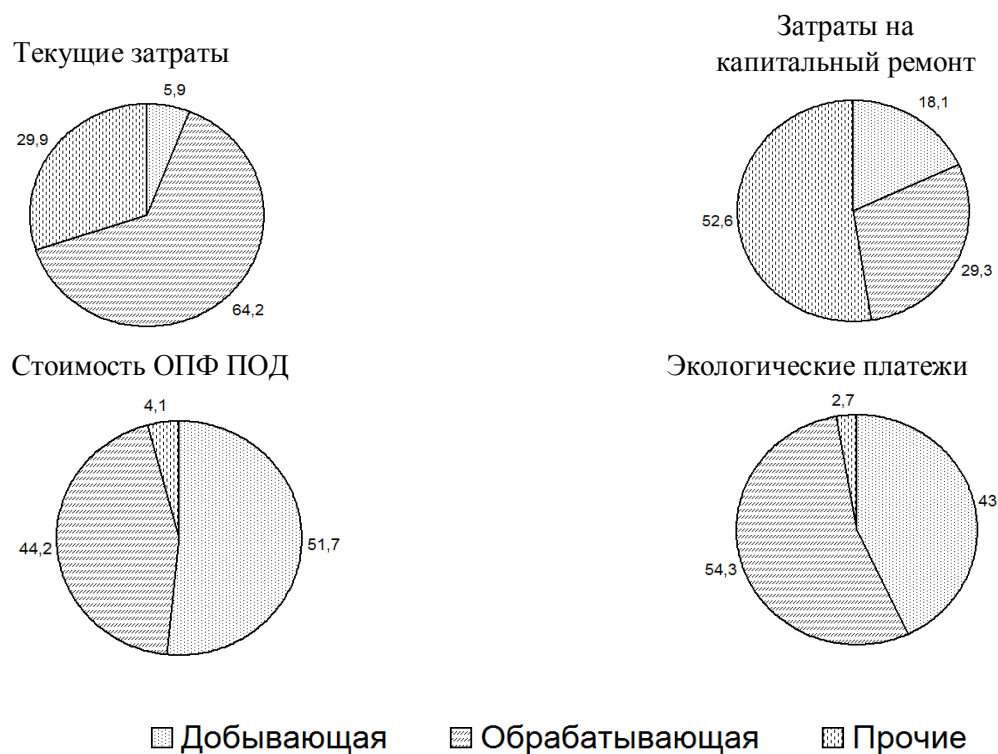 Текущие затраты
5,9
29,9
64,2
Затраты на
капитальный ремонт
18,1
52,6
29,3
Стоимость ОПФ ПОД
4,1
44,2
51,7
Экологические платежи
2,7
43
54,3
Добывающая Обрабатывающая Прочие